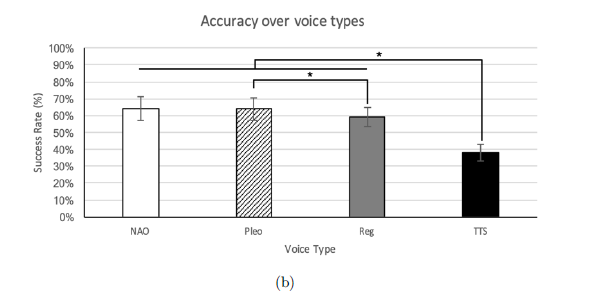 Accuracy over voice types
100%
90%
80%
70%
60%
50%
40%
30%
20%
10%
0%
Success Rate (%)
*
*
NAO Pleo Reg TTS
Voice Type
(b)